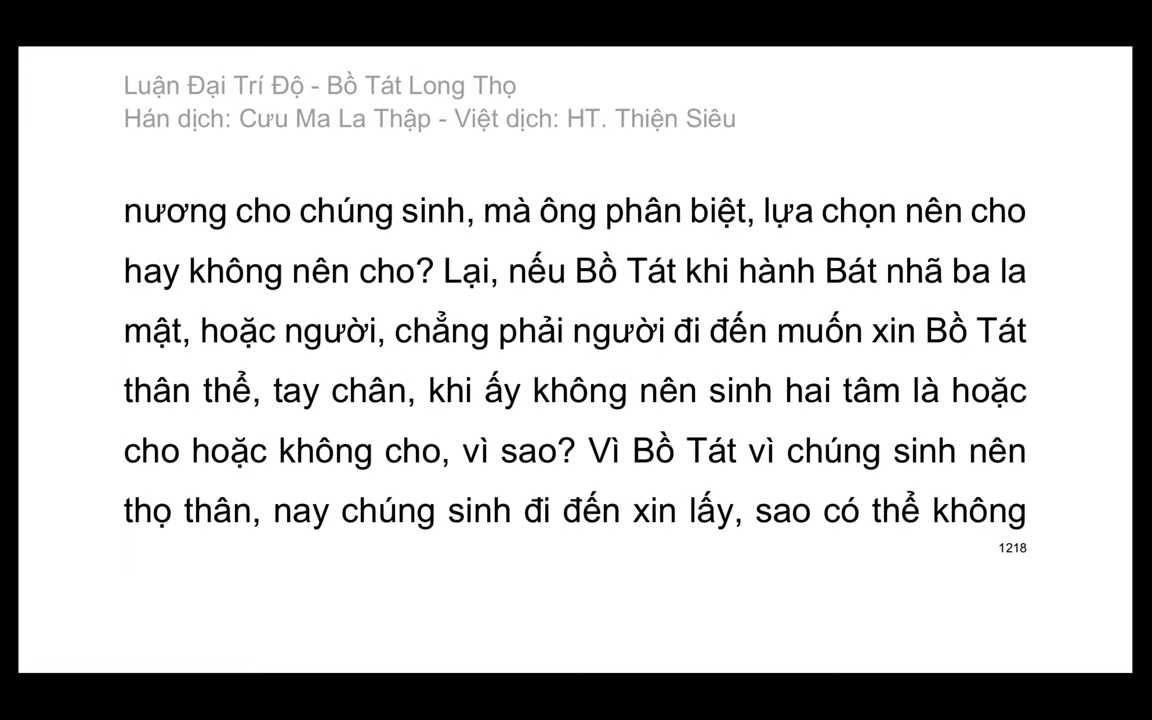 Luận Đại Trí Độ - Bồ Tát Long Thọ
Hán dịch: Cưu Ma La Thập - Việt dịch: HT. Thiện Siêu
nương cho chúng sinh, mà ông phân biệt, lựa chọn nên cho
hay không nên cho? Lại, nếu Bồ Tát khi hành Bát nhã ba la
mật, hoặc người, chẳng phải người đi đến muốn xin Bồ Tát
thân thể, tay chân, khi ấy không nên sinh hai tâm là hoặc
cho hoặc không cho, vì sao? Vì Bồ Tát vì chúng sinh nên
thọ thân, nay chúng sinh đi đến xin lấy, sao có thể không
1218